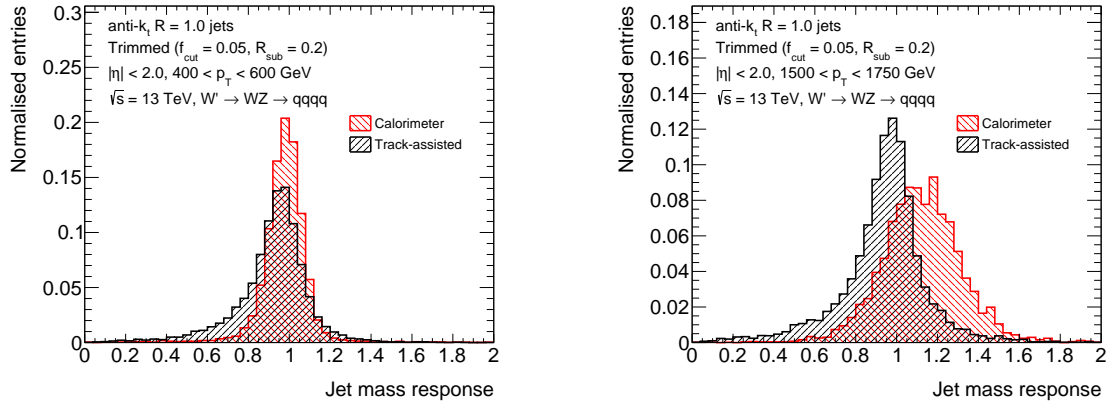 Normalised entries
0.3
0.25
0.2
0.15
0.1
0.05
0
anti-k_t R = 1.0 jets
Trimmed (f_cut = 0.05, R_sub = 0.2)
|η| < 2.0, 400 < p_T < 600 GeV
√s = 13 TeV, W' → WZ → qqqq
Calorimeter
Track-assisted
0 0.2 0.4 0.6 0.8 1 1.2 1.4 1.6 1.8 2
Jet mass response
Normalised entries
0.18
0.16
0.14
0.12
0.1
0.08
0.06
0.04
0.02
0
anti-k_t R = 1.0 jets
Trimmed (f_cut = 0.05, R_sub = 0.2)
|η| < 2.0, 1500 < p_T < 1750 GeV
√s = 13 TeV, W' → WZ → qqqq
Calorimeter
Track-assisted
0 0.2 0.4 0.6 0.8 1 1.2 1.4 1.6 1.8 2
Jet mass response